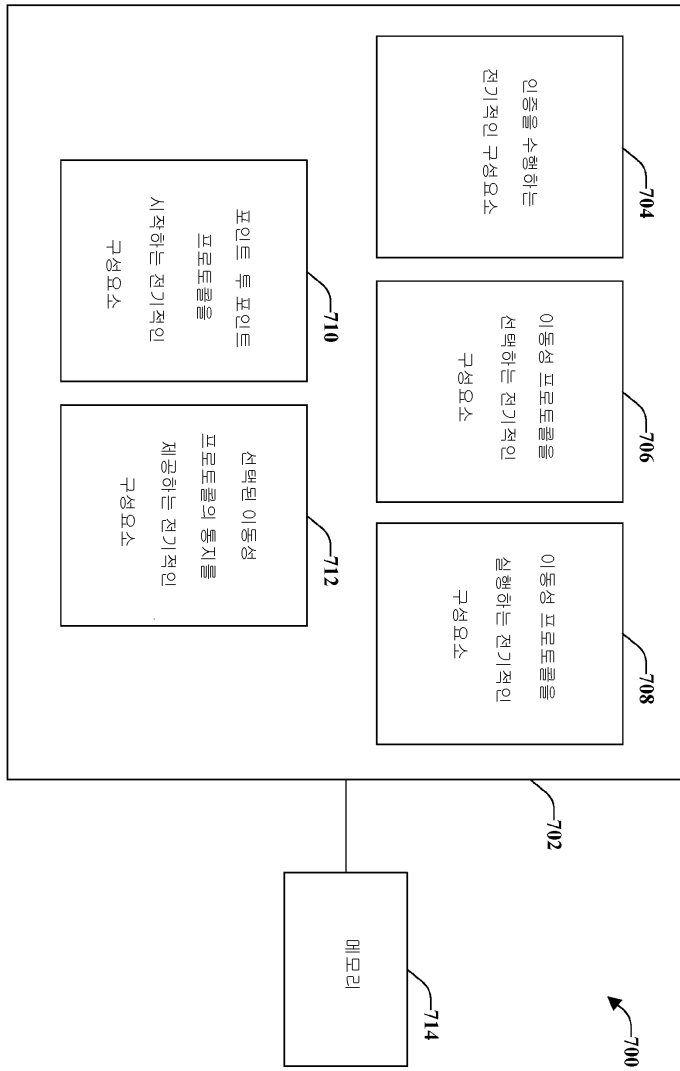 700
702
704
인증을 수행하는
전기적인 구성요소
706
이동성 프로토콜을
선택하는 전기적인
구성요소
708
이동성 프로토콜을
실행하는 전기적인
구성요소
710
포인트 투 포인트
프로토콜을
시작하는 전기적인
구성요소
712
선택된 이동성
프로토콜의 통지를
제공하는 전기적인
구성요소
714
메모리